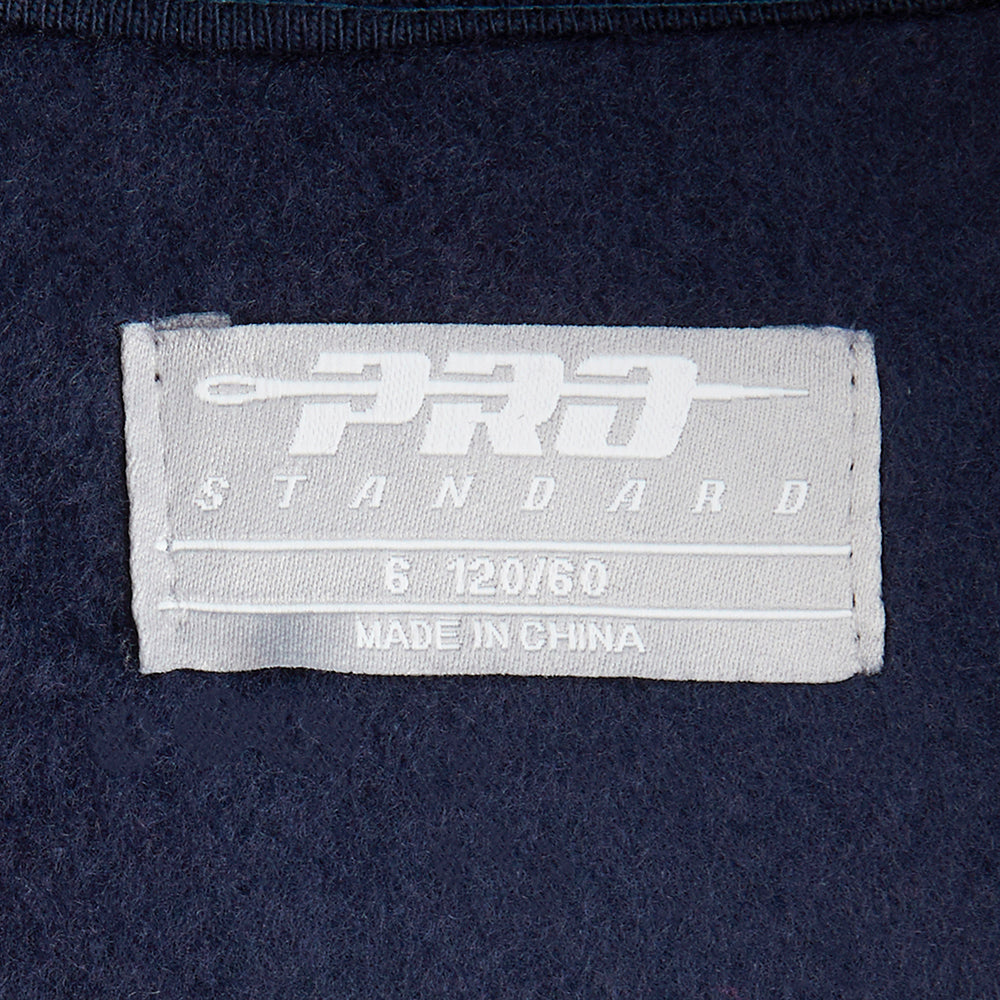 PRO
STANDARD
6 120/60
MADE IN CHINA